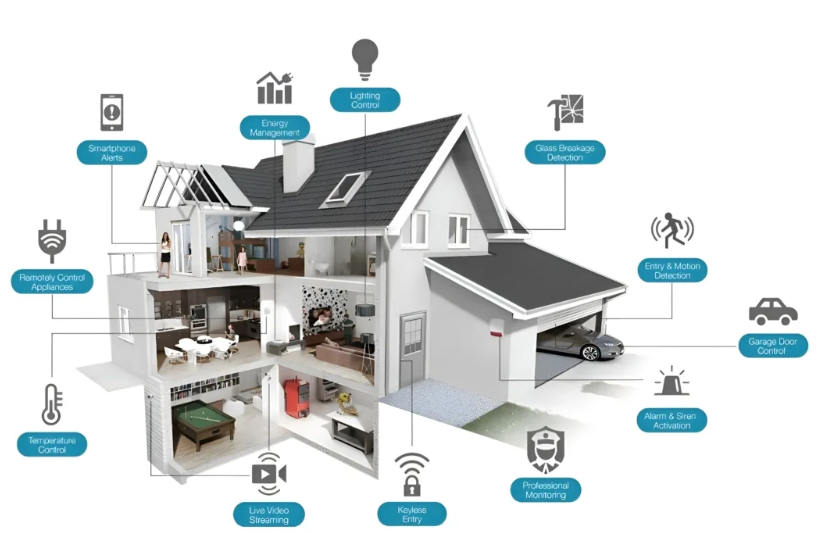 Lighting
Control
Energy
Management
Smartphone
Alerts
Glass Breakage
Detection
Remotely Control
Appliances
Entry & Motion
Detection
Garage Door
Control
Temperature
Control
Alarm & Siren
Activation
Professional
Monitoring
Live Video
Streaming
Keyless
Entry